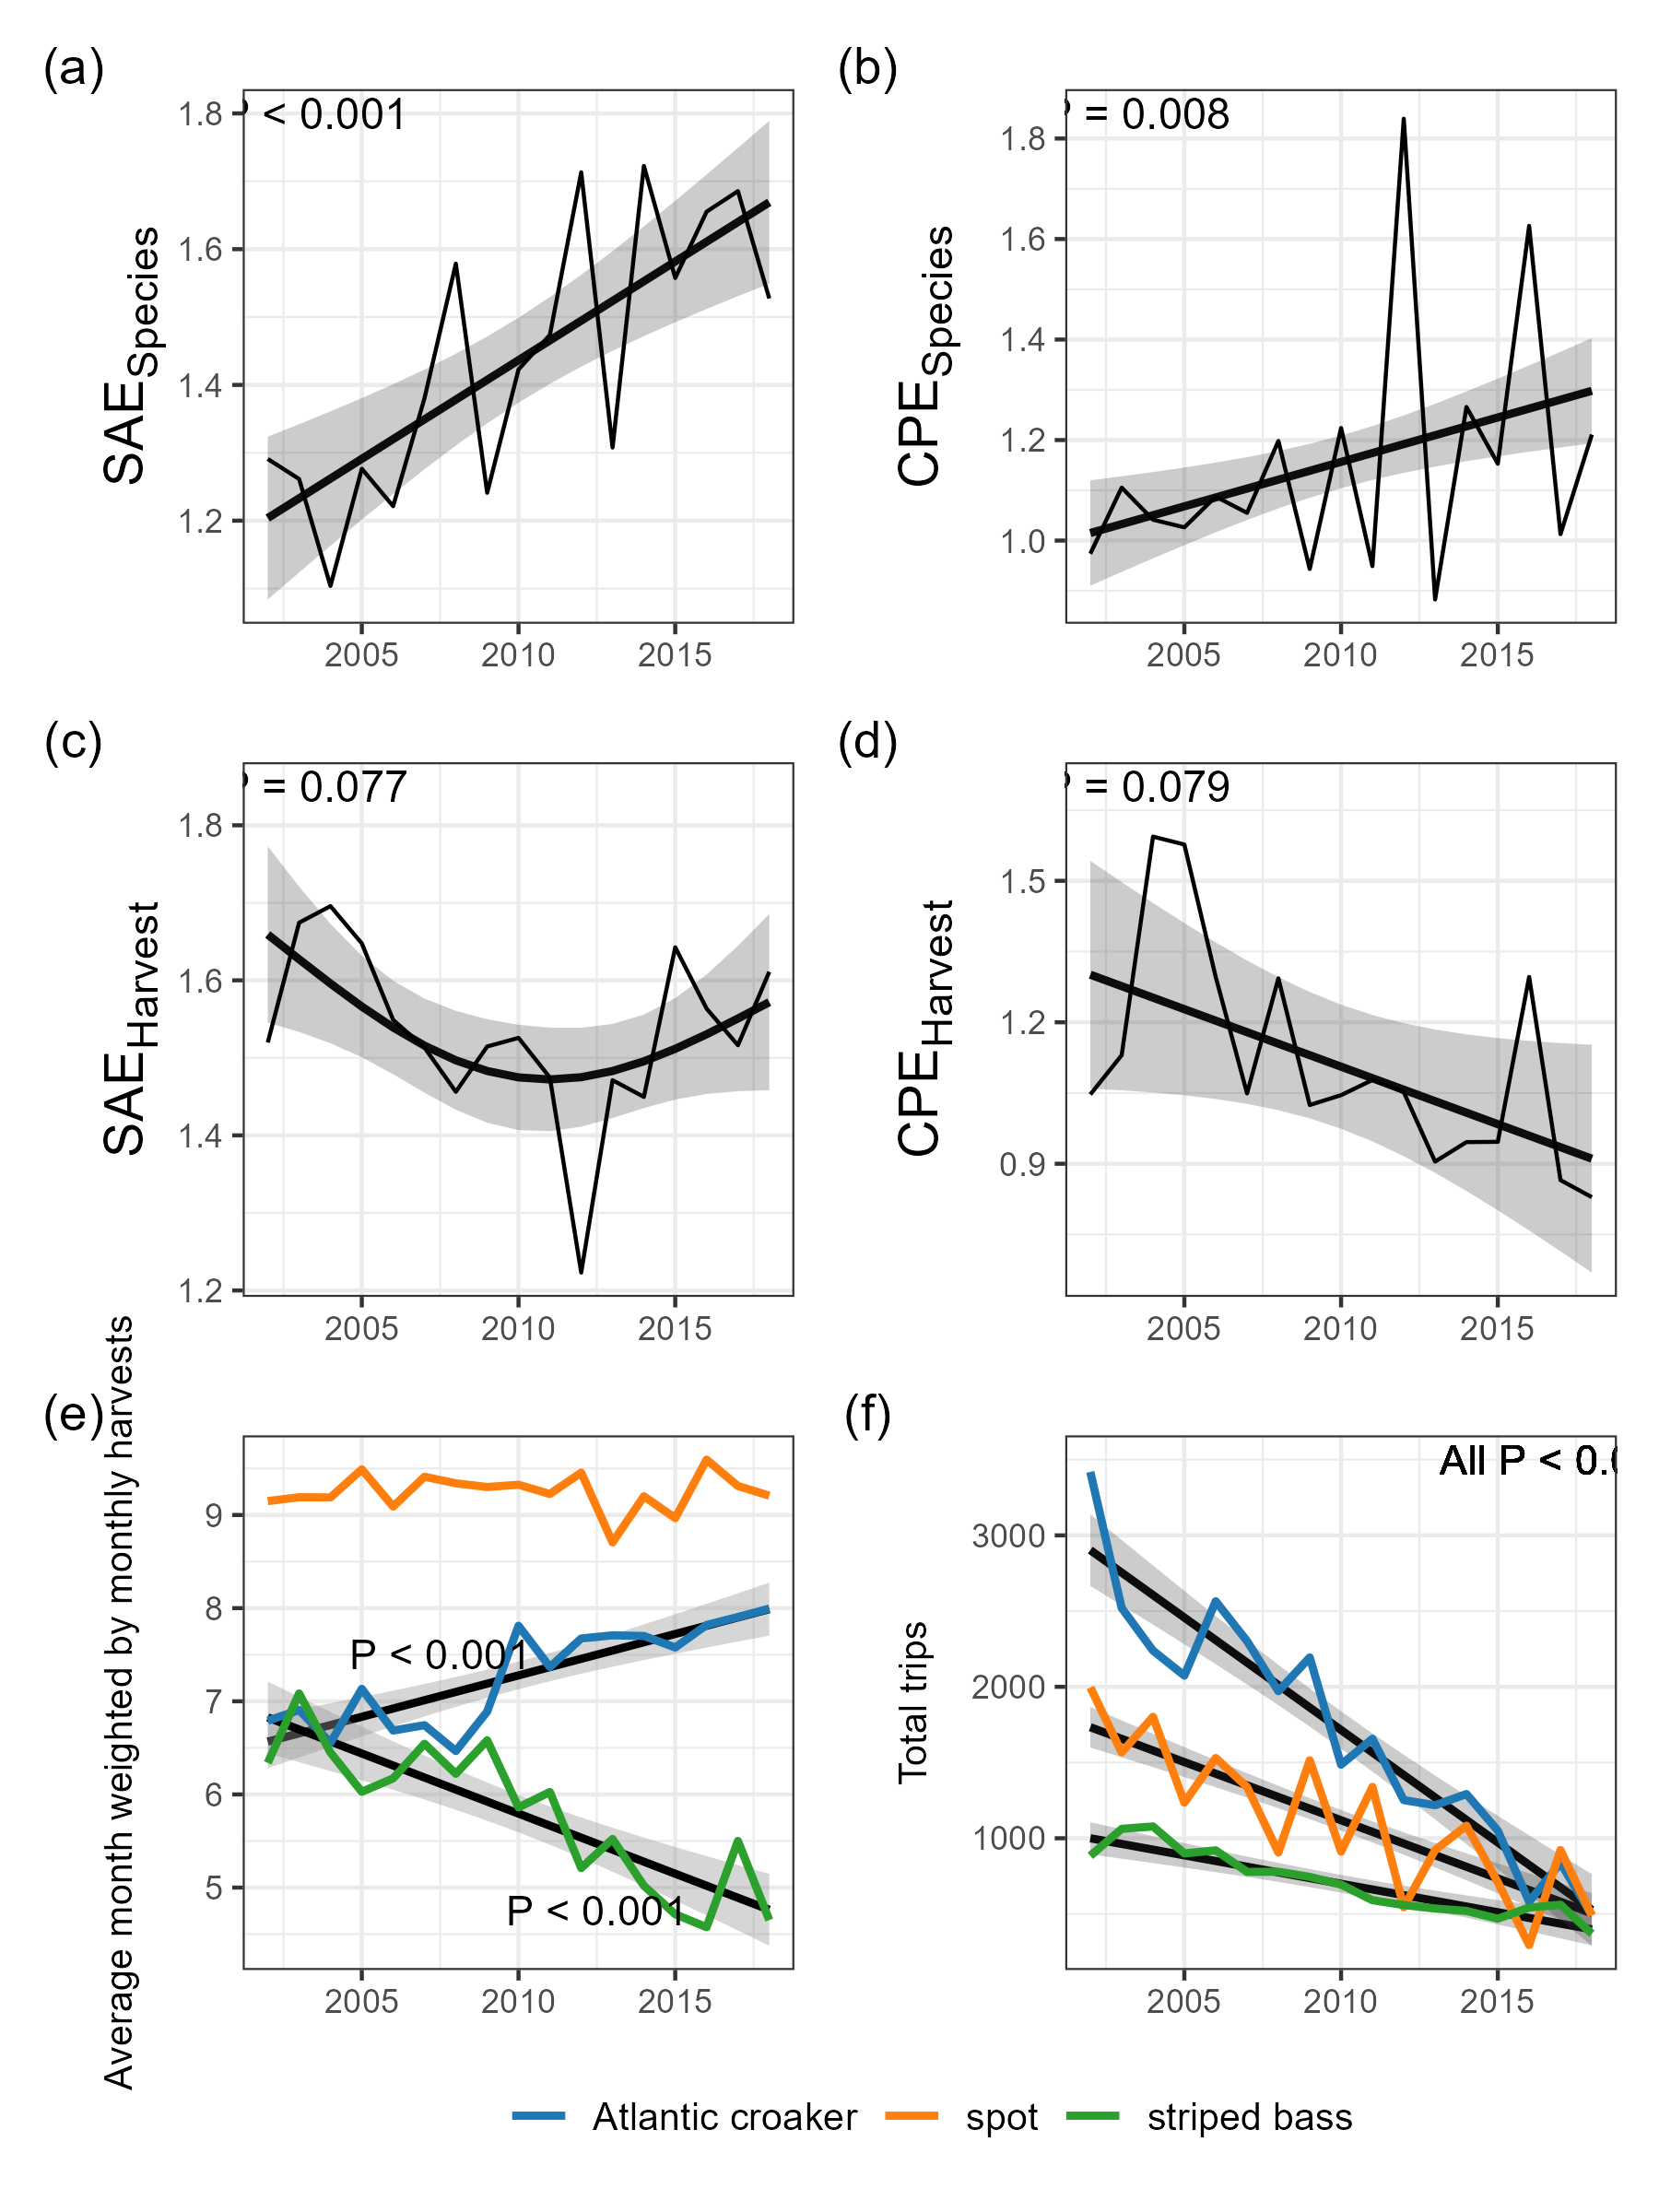 (a)
< 0.001
SAESpecies
1.8
1.6
1.4
1.2
2005 2010 2015
(b)
= 0.008
CPESpecies
1.8
1.6
1.4
1.2
1.0
2005 2010 2015
(c)
= 0.077
SAEHarvest
1.8
1.6
1.4
1.2
2005 2010 2015
(d)
= 0.079
CPEHarvest
1.5
1.2
0.9
2005 2010 2015
(e)
Average month weighted by monthly harvests
9
8
7
6
5
P < 0.001
P < 0.001
2005 2010 2015
(f)
All P < 0.0
Total trips
3000
2000
1000
2005 2010 2015
Atlantic croaker spot striped bass